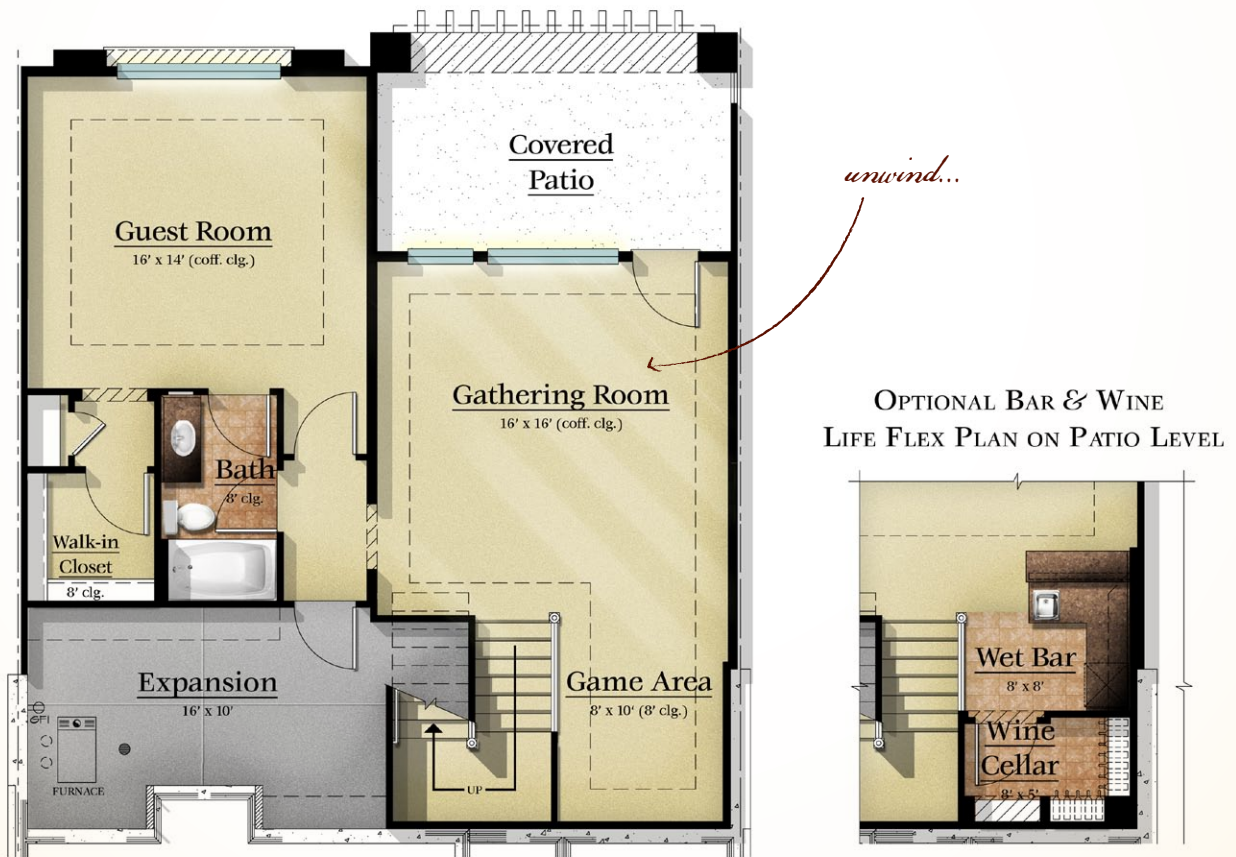 Covered
Patio
unwind...
Guest Room
16' x 14' (coff. clg.)
Gathering Room
16' x 16' (coff. clg.)
Bath
8' clg.
Walk-in
Closet
8' clg.
Expansion
16' x 10'
GFI
FURNACE
UP
Game Area
8' x 10' (8' clg.)
OPTIONAL BAR & WINE
LIFE FLEX PLAN ON PATIO LEVEL
Wet Bar
8' x 8'
Wine
Cellar
8' x 5'